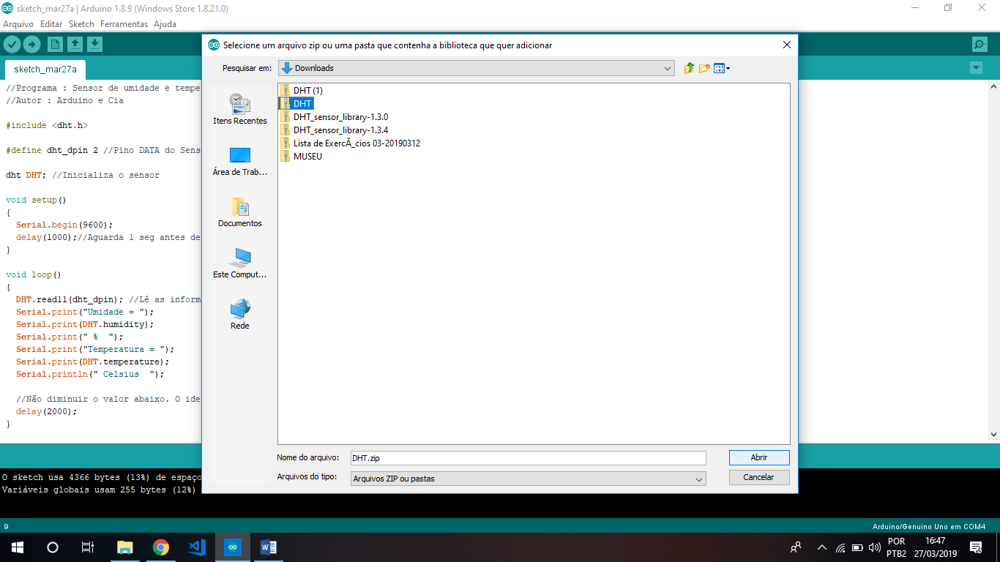 sketch_mar27a | Arduino 1.8.9 (Windows Store 1.8.21.0)
Arquivo Editar Sketch Ferramentas Ajuda
sketch_mar27a
//Programa : Sensor de umidade e tempe
//Autor : Arduino e Cia
#include <dht.h>
#define dht_dpin 2 //Pino DATA do Sens
dht DHT; //Inicializa o sensor
void setup()
{
Serial.begin(9600);
delay(1000);//Aguarda 1 seg antes de
}
void loop()
{
DHT.read11(dht_dpin); //Lê as inform
Serial.print("Umidade = ");
Serial.print(DHT.humidity);
Serial.print(" %  ");
Serial.print("Temperatura = ");
Serial.print(DHT.temperature);
Serial.println(" Celsius  ");
//Não diminuir o valor abaixo. O ide
delay(2000);
}
Selecione um arquivo zip ou uma pasta que contenha a biblioteca que quer adicionar
Pesquisar em: Downloads
Itens Recentes
Área de Trab...
Documentos
Este Comput...
Rede
DHT (1)
DHT
DHT_sensor_library-1.3.0
DHT_sensor_library-1.3.4
Lista de ExercÃ_cios 03-20190312
MUSEU
Nome do arquivo: DHT.zip
Abrir
Arquivos do tipo: Arquivos ZIP ou pastas
Cancelar
O sketch usa 4366 bytes (13%) de espaço
Variáveis globais usam 255 bytes (12%)
9
Arduino/Genuino Uno em COM4
POR
PTB2
16:47
27/03/2019